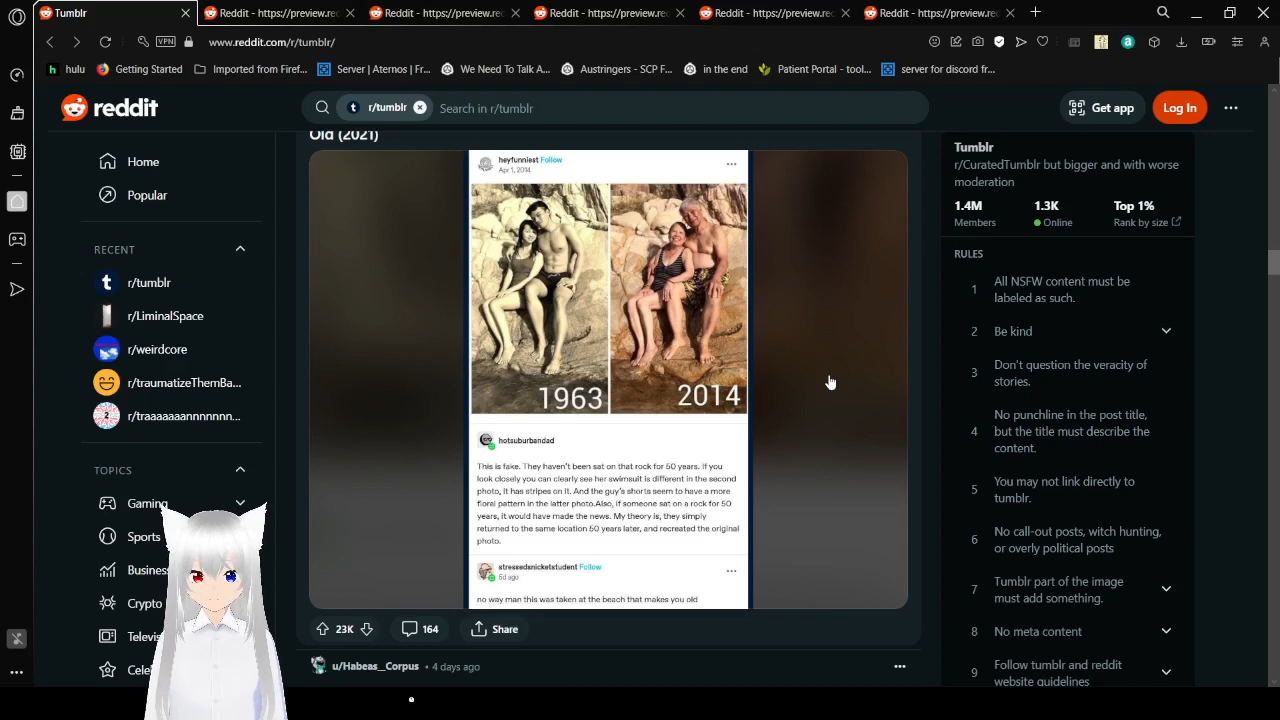 Tumblr
Reddit - https://preview.rec
Reddit - https://preview.rec
Reddit - https://preview.rec
Reddit - https://preview.rec
Reddit - https://preview.rec
VPN
www.reddit.com/r/tumblr/
hulu
Getting Started
Imported from Firef...
Server | Aternos | Fr...
We Need To Talk A...
Austringers - SCP F...
in the end
Patient Portal - tool...
server for discord fr...
reddit
r/tumblr
Search in r/tumblr
Get app
Log In
Home
Popular
RECENT
r/tumblr
r/LiminalSpace
r/weirdcore
r/traumatizeThemBa...
r/traaaaaaannnnnnn...
TOPICS
Gaming
Sports
Business
Crypto
Televis
Cele
Old (2021)
heyfunniest Follow
Apr 1, 2014
1963
2014
hotsuburbandad
This is fake. They haven't been sat on that rock for 50 years. If you
look closely you can clearly see her swimsuit is different in the second
photo, it has stripes on it. And the guy's shorts seem to have a more
floral pattern in the latter photo.Also, if someone sat on a rock for 50
years, it would have made the news. My theory is, they simply
returned to the same location 50 years later, and recreated the original
photo.
stressedsnicketstudent Follow
5d ago
no way man this was taken at the beach that makes you old
23K
164
Share
u/Habeas__Corpus • 4 days ago
Tumblr
r/CuratedTumblr but bigger and with worse
moderation
1.4M
Members
1.3K
Online
Top 1%
Rank by size
RULES
1
All NSFW content must be
labeled as such.
2
Be kind
3
Don't question the veracity of
stories.
4
No punchline in the post title,
but the title must describe the
content.
5
You may not link directly to
tumblr.
6
No call-out posts, witch hunting,
or overly political posts
7
Tumblr part of the image
must add something.
8
No meta content
9
Follow tumblr and reddit
website guidelines